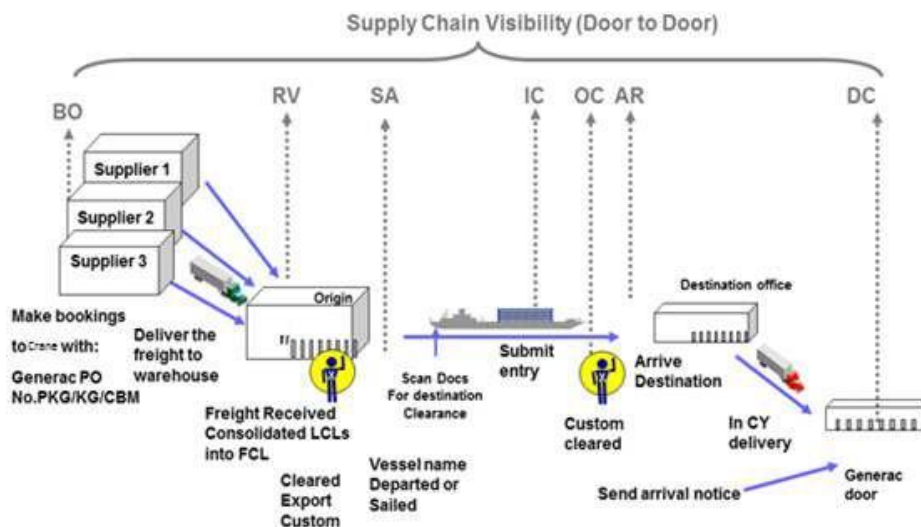 Supply Chain Visibility (Door to Door)
BO
RV
SA
IC
OC
AR
DC
Supplier 1
Supplier 2
Supplier 3
Origin
Destination office
Make bookings
to Crane with:
Generac PO
No.PKG/KG/CBM
Deliver the
freight to
warehouse
Freight Received
Consolidated LCLs
into FCL
Cleared
Export
Custom
Scan Docs
For destination
Clearance
Vessel name
Departed or
Sailed
Submit
entry
Custom
cleared
Arrive
Destination
In CY
delivery
Send arrival notice
Generac
door